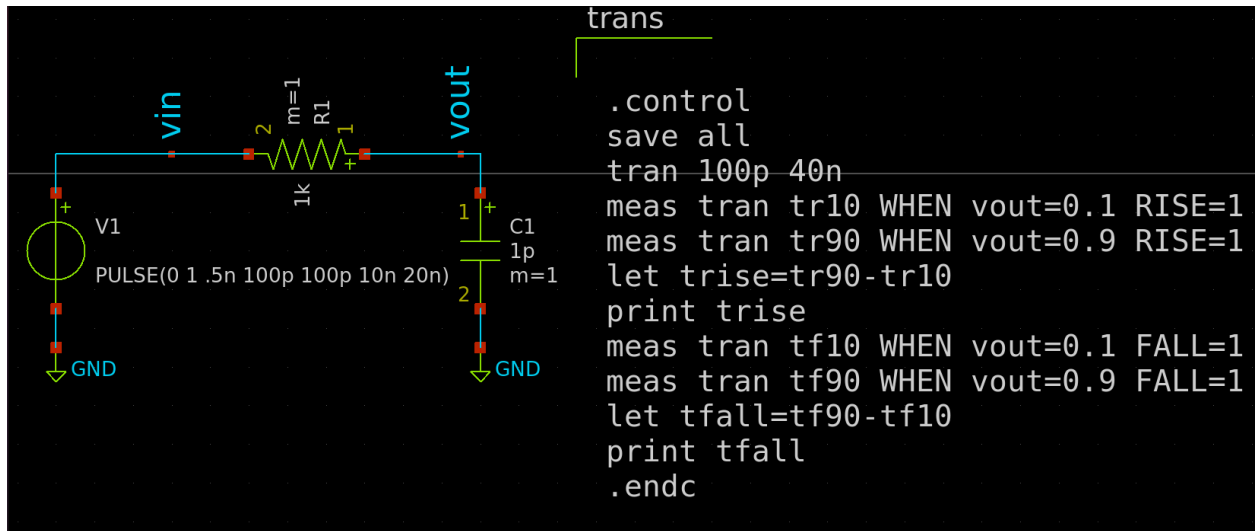 trans
vin
2
m=1
R1
1
+
1k
vout
+
V1
PULSE(0 1 .5n 100p 100p 10n 20n)
GND
1
+
C1
1p
m=1
2
GND
.control
save all
tran 100p 40n
meas tran tr10 WHEN vout=0.1 RISE=1
meas tran tr90 WHEN vout=0.9 RISE=1
let trise=tr90-tr10
print trise
meas tran tf10 WHEN vout=0.1 FALL=1
meas tran tf90 WHEN vout=0.9 FALL=1
let tfall=tf90-tf10
print tfall
.endc